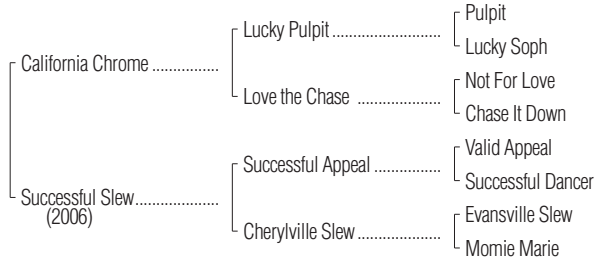 Pulpit
Lucky Pulpit......................
Lucky Soph
California Chrome ................
Not For Love
Love the Chase ....................
Chase It Down
Valid Appeal
Successful Appeal ................
Successful Dancer
Successful Slew....................
(2006)
Evansville Slew
Cherylville Slew....................
Momie Marie